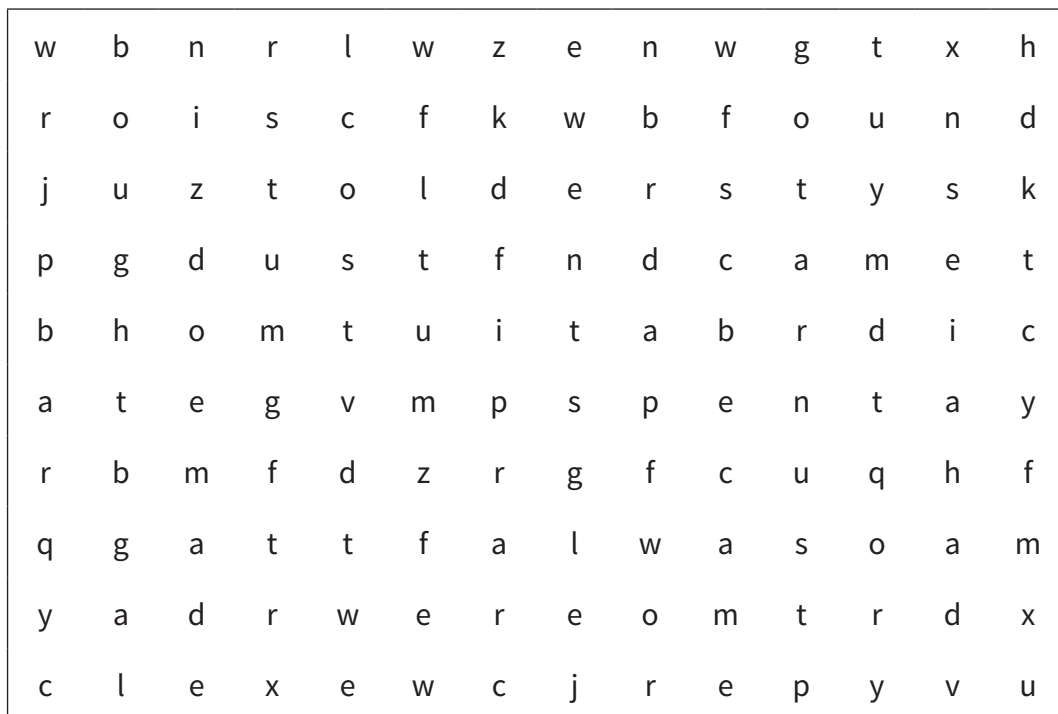 w b n r l w z e n w g t x h
r o i s c f k w b f o u n d
j u z t o l d e r s t y s k
p g d u s t f n d c a m e t
b h o m t u i t a b r d i c
a t e g v m p s p e n t a y
r b m f d z r g f c u q h f
q g a t t f a l w a s o a m
y a d r w e r e o m t r d x
c l e x e w c j r e p y v u